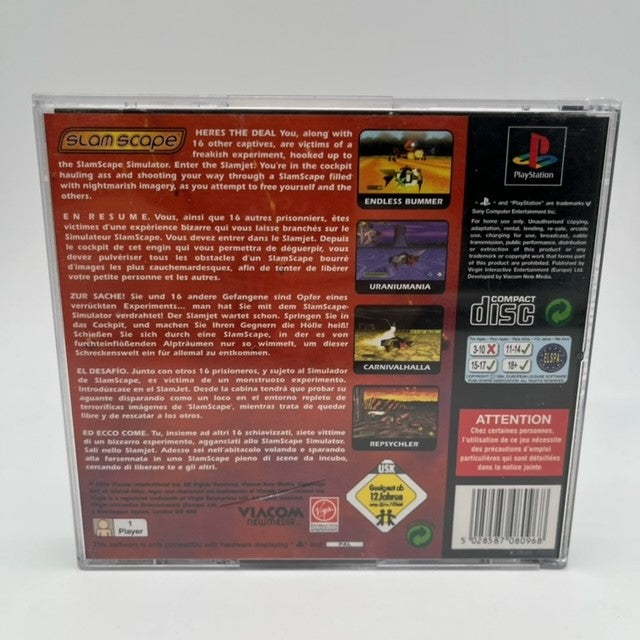 SLAMSCAPE
HERES THE DEAL You, along with
16 other captives, are victims of a
freakish experiment, hooked up to
the SlamScape Simulator. Enter the Slamjet. You're in the cockpit
hauling ass and shooting your way through a SlamScape filled
with nightmarish imagery, as you attempt to free yourself and the
others.
EN RESUME. Vous, ainsi que 16 autres prisonniers, êtes
victimes d'une expérience bizarre qui vous laisse branchés sur le
Simulateur SlamScape. Vous devez entrer dans le Slamjet. Depuis
le cockpit de cet engin qui vous permettra de déguerpir, vous
devez pulvériser tous les obstacles d'un SlamScape bourré
d'images les plus cauchemardesques, afin de tenter de libérer
votre petite personne et les autres.
ZUR SACHE! Sie und 16 andere Gefangene sind Opfer eines
verrückten Experiments... man hat Sie mit dem SlamScape-
Simulator verdrahtet! Der Slamjet wartet schon. Springen Sie in
das Cockpit, und machen Sie Ihren Gegnern die Hölle heiß!
Schießen Sie sich durch eine SlamScape, in der es von
furchteinflößenden Alpträumen nur so wimmelt, um dieser
Schreckenswelt ein für allemal zu entkommen.
EL DESAFÍO. Junto con otros 16 prisioneros, y sujeto al Simulador
de SlamScape, es victima de un monstruoso experimento.
Introdúzcase en el SlamJet. Desde la cabina tendrá que probar su
aguante disparando como un loco en el entorno repleto de
terroríficas imágenes de 'SlamScape', mientras trata de quedar
libre y de rescatar a los otros.
ED ECCO COME. Tu, insieme ad altri 16 schiavizzati, siete vittime
di un bizzarro esperimento, agganciati allo SlamScape Simulator.
Sali nello Slamjet. Adesso sei nell'abitacolo volando e sparando
alla forsennata in uno SlamScape pieno di scene da incubo,
cercando di liberare te e gli altri.
ENDLESS BUMMER
URANIUMANIA
CARNIVALHALLA
REPSYCHLER
PlayStation
and "PlayStation" are trademarks of
Sony Computer Entertainment Inc.
For home use only. Unauthorised copying,
adaptation, rental, lending, re-sale, arcade
use, charging for use, broadcast, cable
transmission, public performance, distribution
or extraction of this product or any
trademark or copyright work that forms part
of this product are prohibited. Published by
Virgin Interactive Entertainment (Europe) Ltd.
Developed by Viacom New Media.
COMPACT
disc
3-10 11-14
15-17 18+
ELSPA
ATTENTION
Chez certaines personnes,
l'utilisation de ce jeu nécessite
des précautions d'emploi
particulières qui sont détaillées
dans la notice jointe
5 028587 080968
USK
Geeignet ab
12 Jahren
VIACOM
NEWMEDIA
Virgin
1
Player
This software is only compatible with hardware displaying and PAL